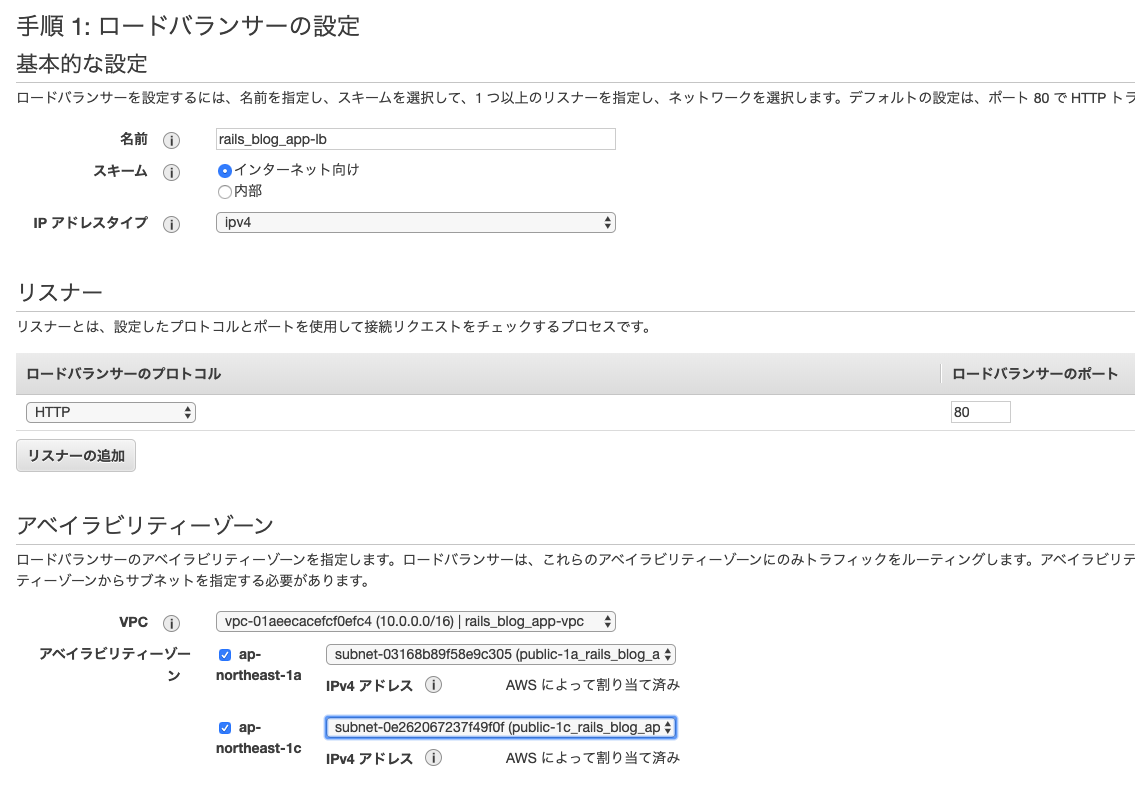 手順 1: ロードバランサーの設定
基本的な設定
ロードバランサーを設定するには、名前を指定し、スキームを選択して、1 つ以上のリスナーを指定し、ネットワークを選択します。デフォルトの設定は、ポート 80 で HTTP トラ
名前 i rails_blog_app-lb
スキーム i インターネット向け
内部
IP アドレスタイプ i ipv4
リスナー
リスナーとは、設定したプロトコルとポートを使用して接続リクエストをチェックするプロセスです。
ロードバランサーのプロトコル ロードバランサーのポート
HTTP 80
リスナーの追加
アベイラビリティーゾーン
ロードバランサーのアベイラビリティーゾーンを指定します。ロードバランサーは、これらのアベイラビリティーゾーンにのみトラフィックをルーティングします。アベイラビリテ
ティーゾーンからサブネットを指定する必要があります。
VPC i vpc-01aeecacefcf0efc4 (10.0.0.0/16) | rails_blog_app-vpc
アベイラビリティーゾー ap- subnet-03168b89f58e9c305 (public-1a_rails_blog_a
ン northeast-1a
IPv4 アドレス i AWS によって割り当て済み
ap- subnet-0e262067237f49f0f (public-1c_rails_blog_ap
northeast-1c
IPv4 アドレス i AWS によって割り当て済み